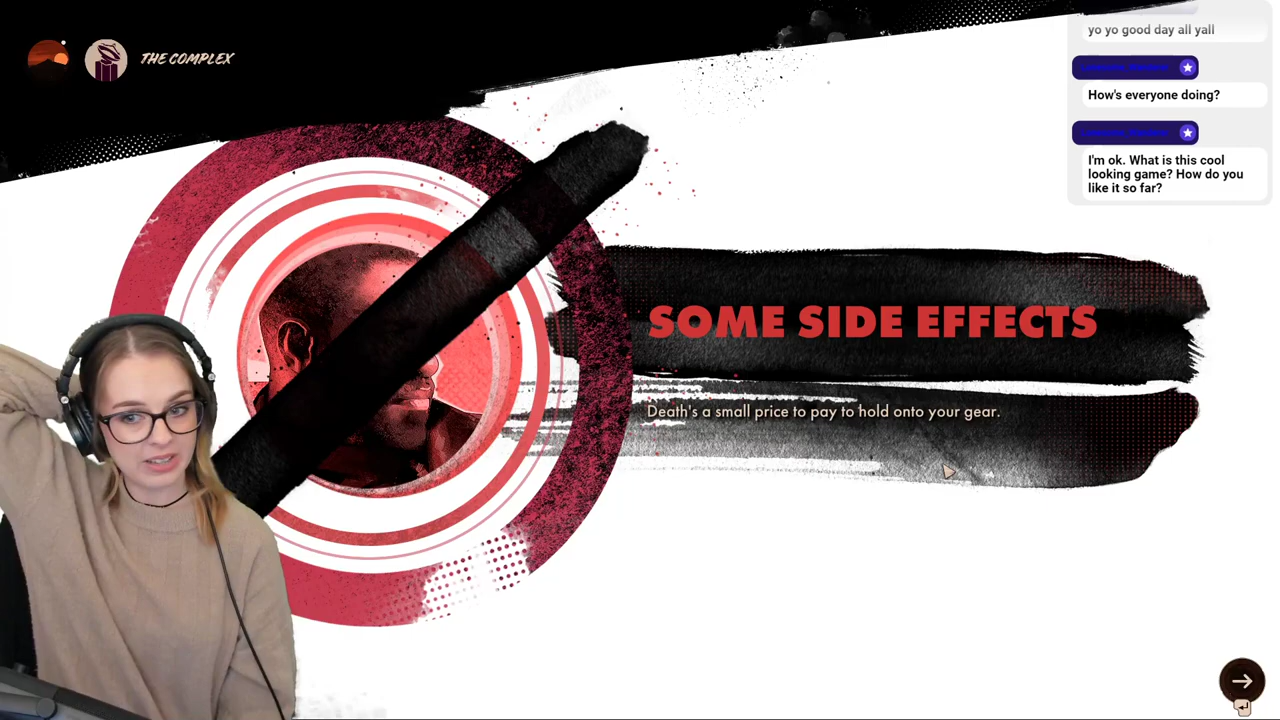 THE COMPLEX
yo yo good day all yall
How's everyone doing?
I'm ok. What is this cool
looking game? How do you
like it so far?
SOME SIDE EFFECTS
Death's a small price to pay to hold onto your gear.